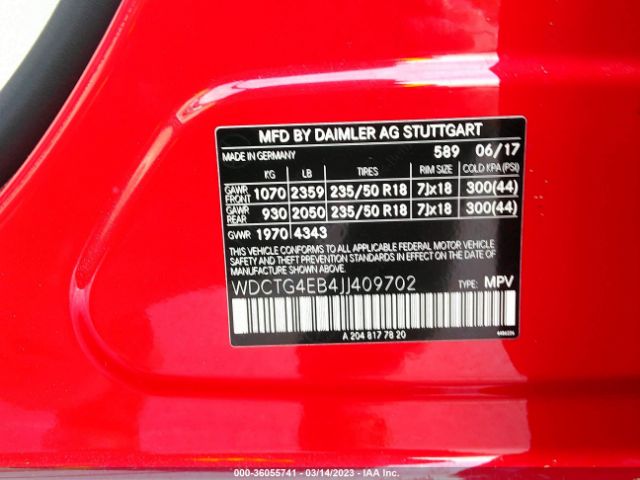 MFD BY DAIMLER AG STUTTGART
MADE IN GERMANY 589 06/17
KG LB TIRES RIM SIZE COLD KPA (PSI)
GAWR FRONT 1070 2359 235/50 R18 7Jx18 300(44)
GAWR REAR 930 2050 235/50 R18 7Jx18 300(44)
GVWR 1970 4343
THIS VEHICLE CONFORMS TO ALL APPLICABLE FEDERAL MOTOR VEHICLE
SAFETY AND THEFT PREVENTION STANDARDS IN EFFECT ON THE DATE
OF MANUFACTURE SHOWN ABOVE.
WDCTG4EB4JJ409702 TYPE: MPV
A 204 817 78 20
000-36055741 - 03/14/2023 - IAA Inc.